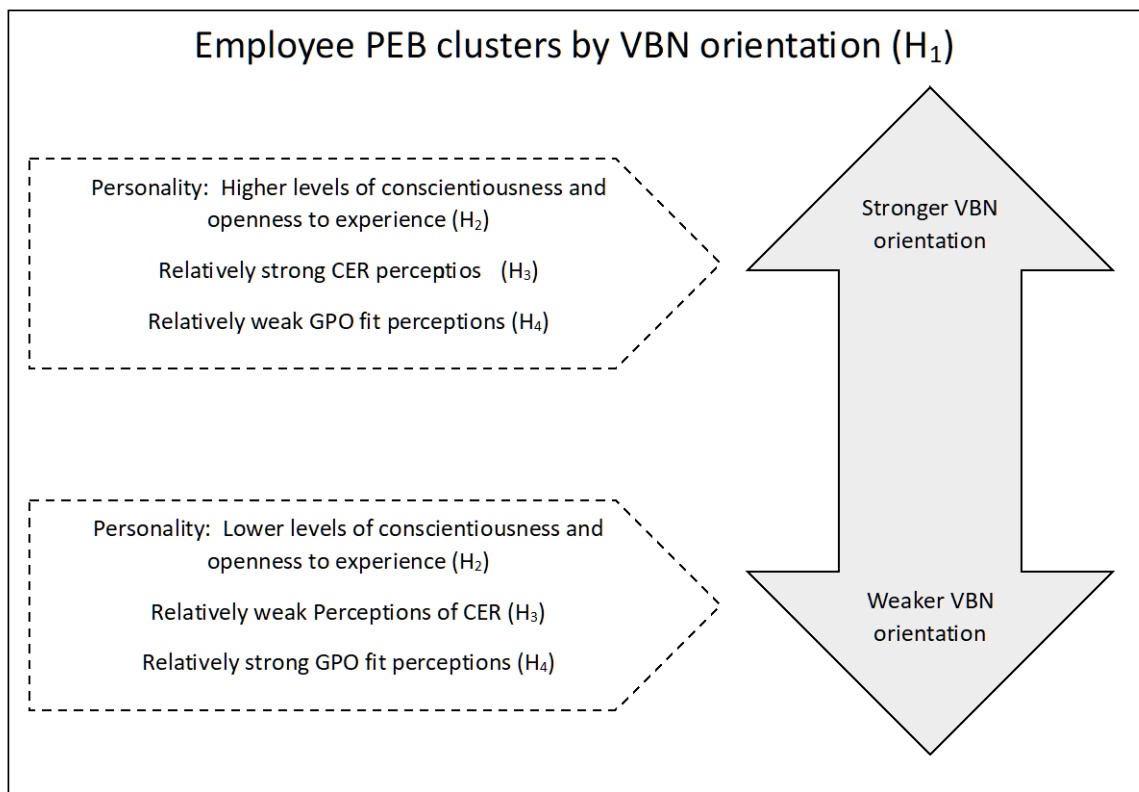 Employee PEB clusters by VBN orientation (H₁)
Personality:  Higher levels of conscientiousness and
openness to experience (H₂)
Relatively strong CER perceptios   (H₃)
Relatively weak GPO fit perceptions (H₄)
Stronger VBN
orientation
Personality:  Lower levels of conscientiousness and
openness to experience (H₂)
Relatively weak Perceptions of CER (H₃)
Relatively strong GPO fit perceptions (H₄)
Weaker VBN
orientation